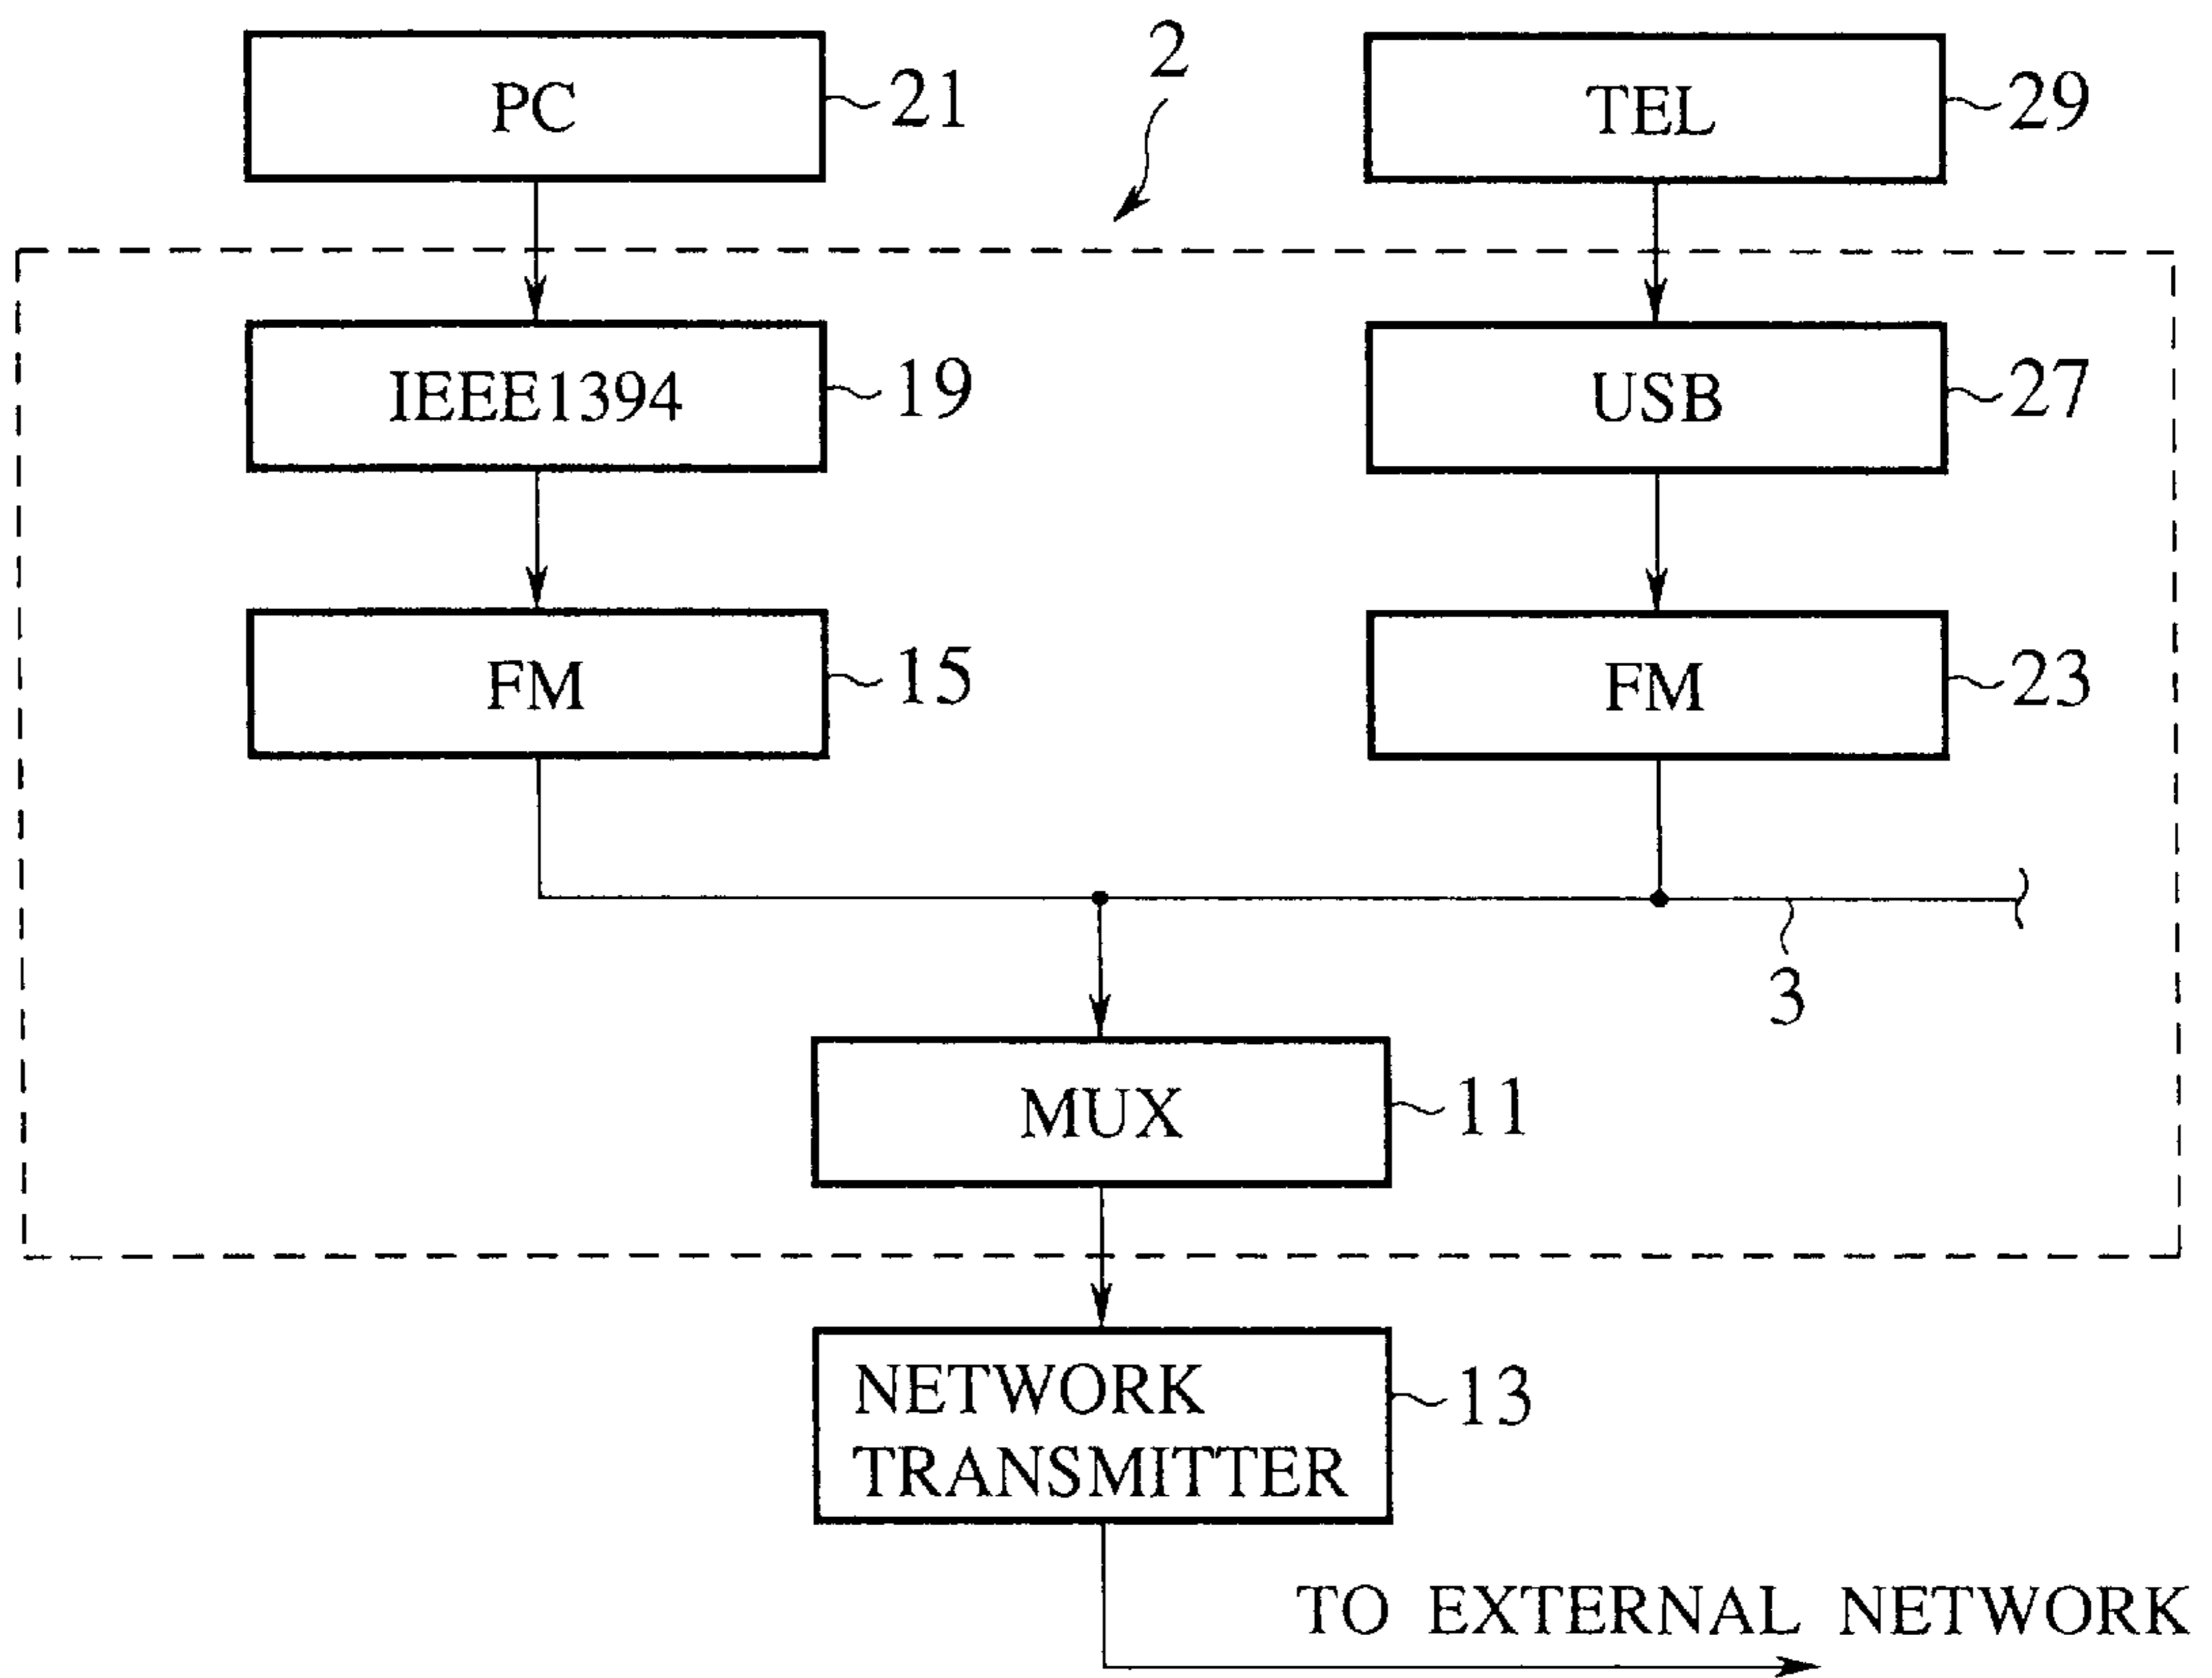 2
PC 21
TEL 29
IEEE1394 19
USB 27
FM 15
FM 23
3
MUX 11
NETWORK 13
TRANSMITTER
TO EXTERNAL NETWORK